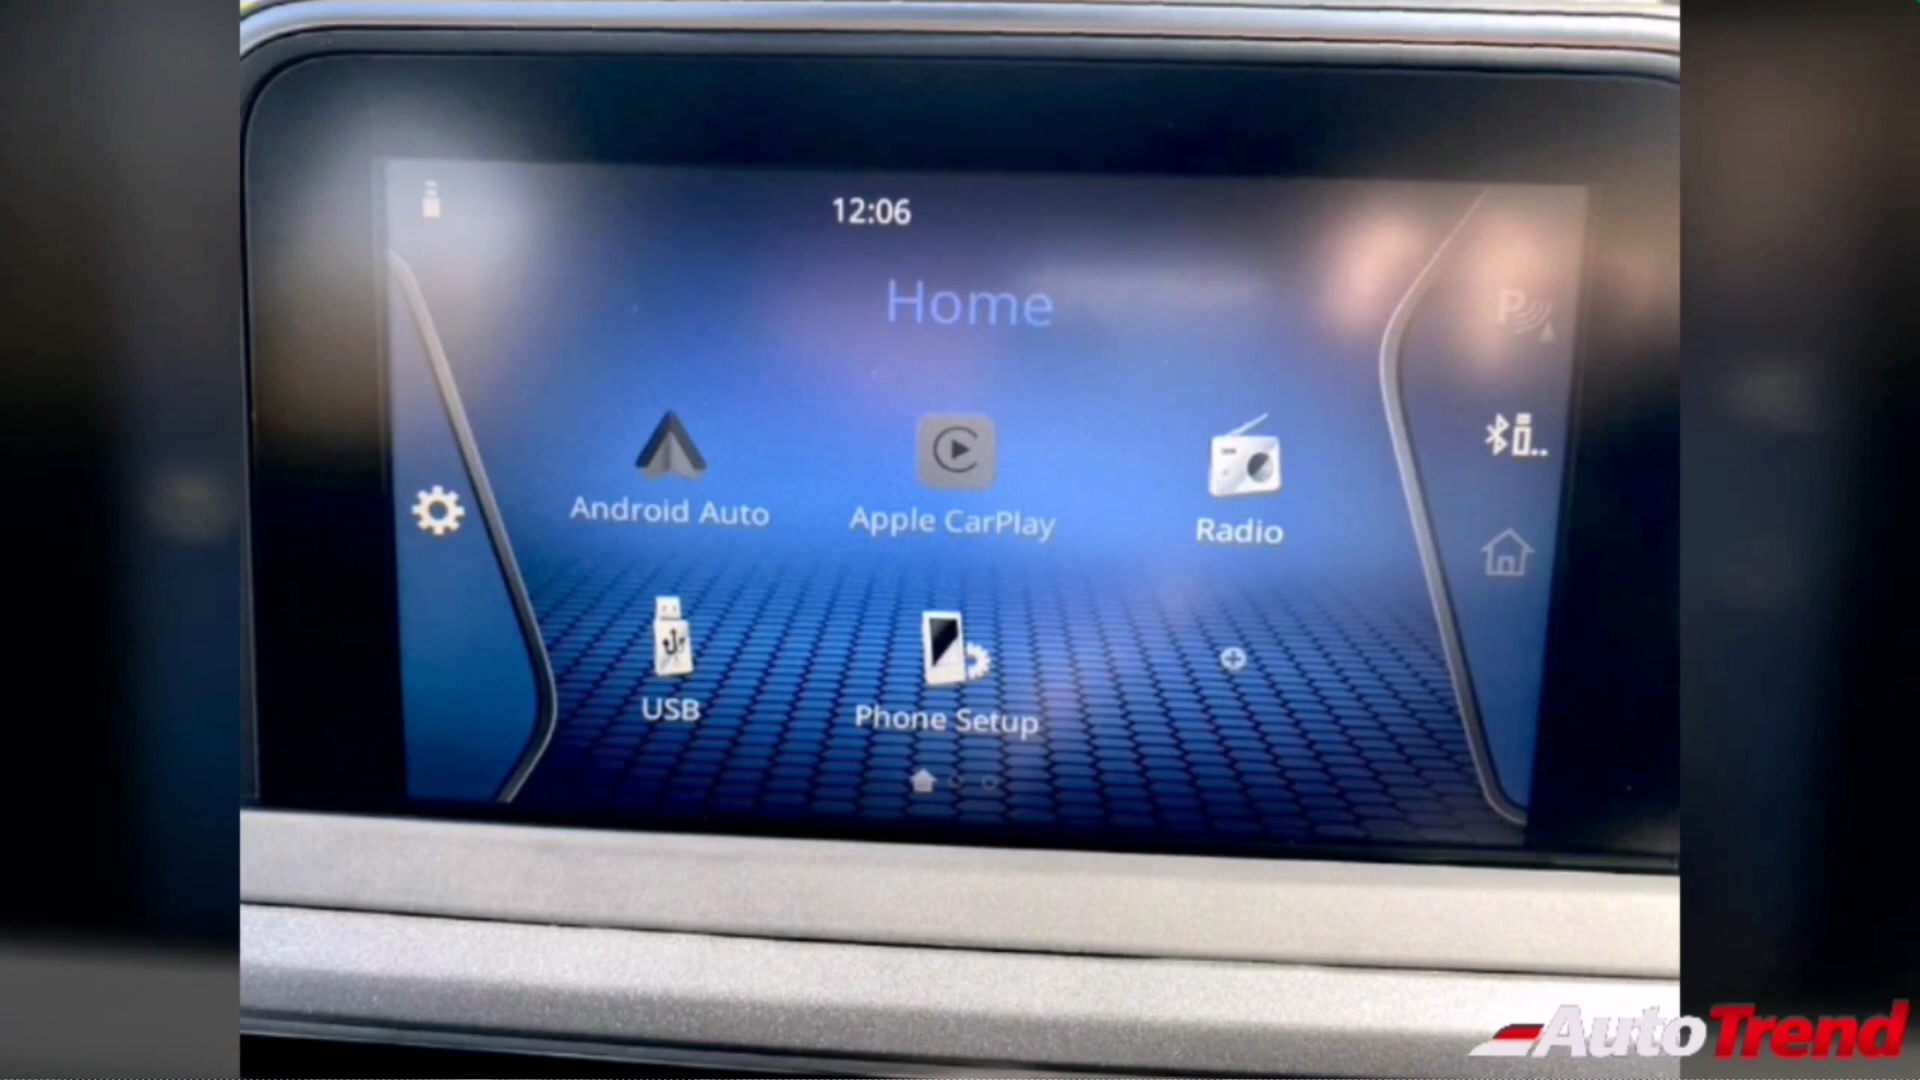 12:06
Home
P
Android Auto
Apple CarPlay
Radio
USB
Phone Setup
AutoTrend